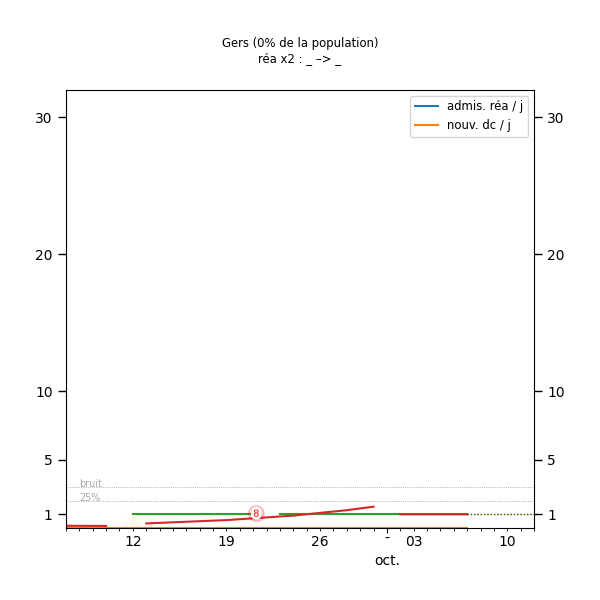 Gers (0% de la population)
réa x2 : _ –> _
admis. réa / j
nouv. dc / j
30 30
20 20
10 10
5 5
bruit
25%
1 8 1
12 19 26 - 03 10
oct.